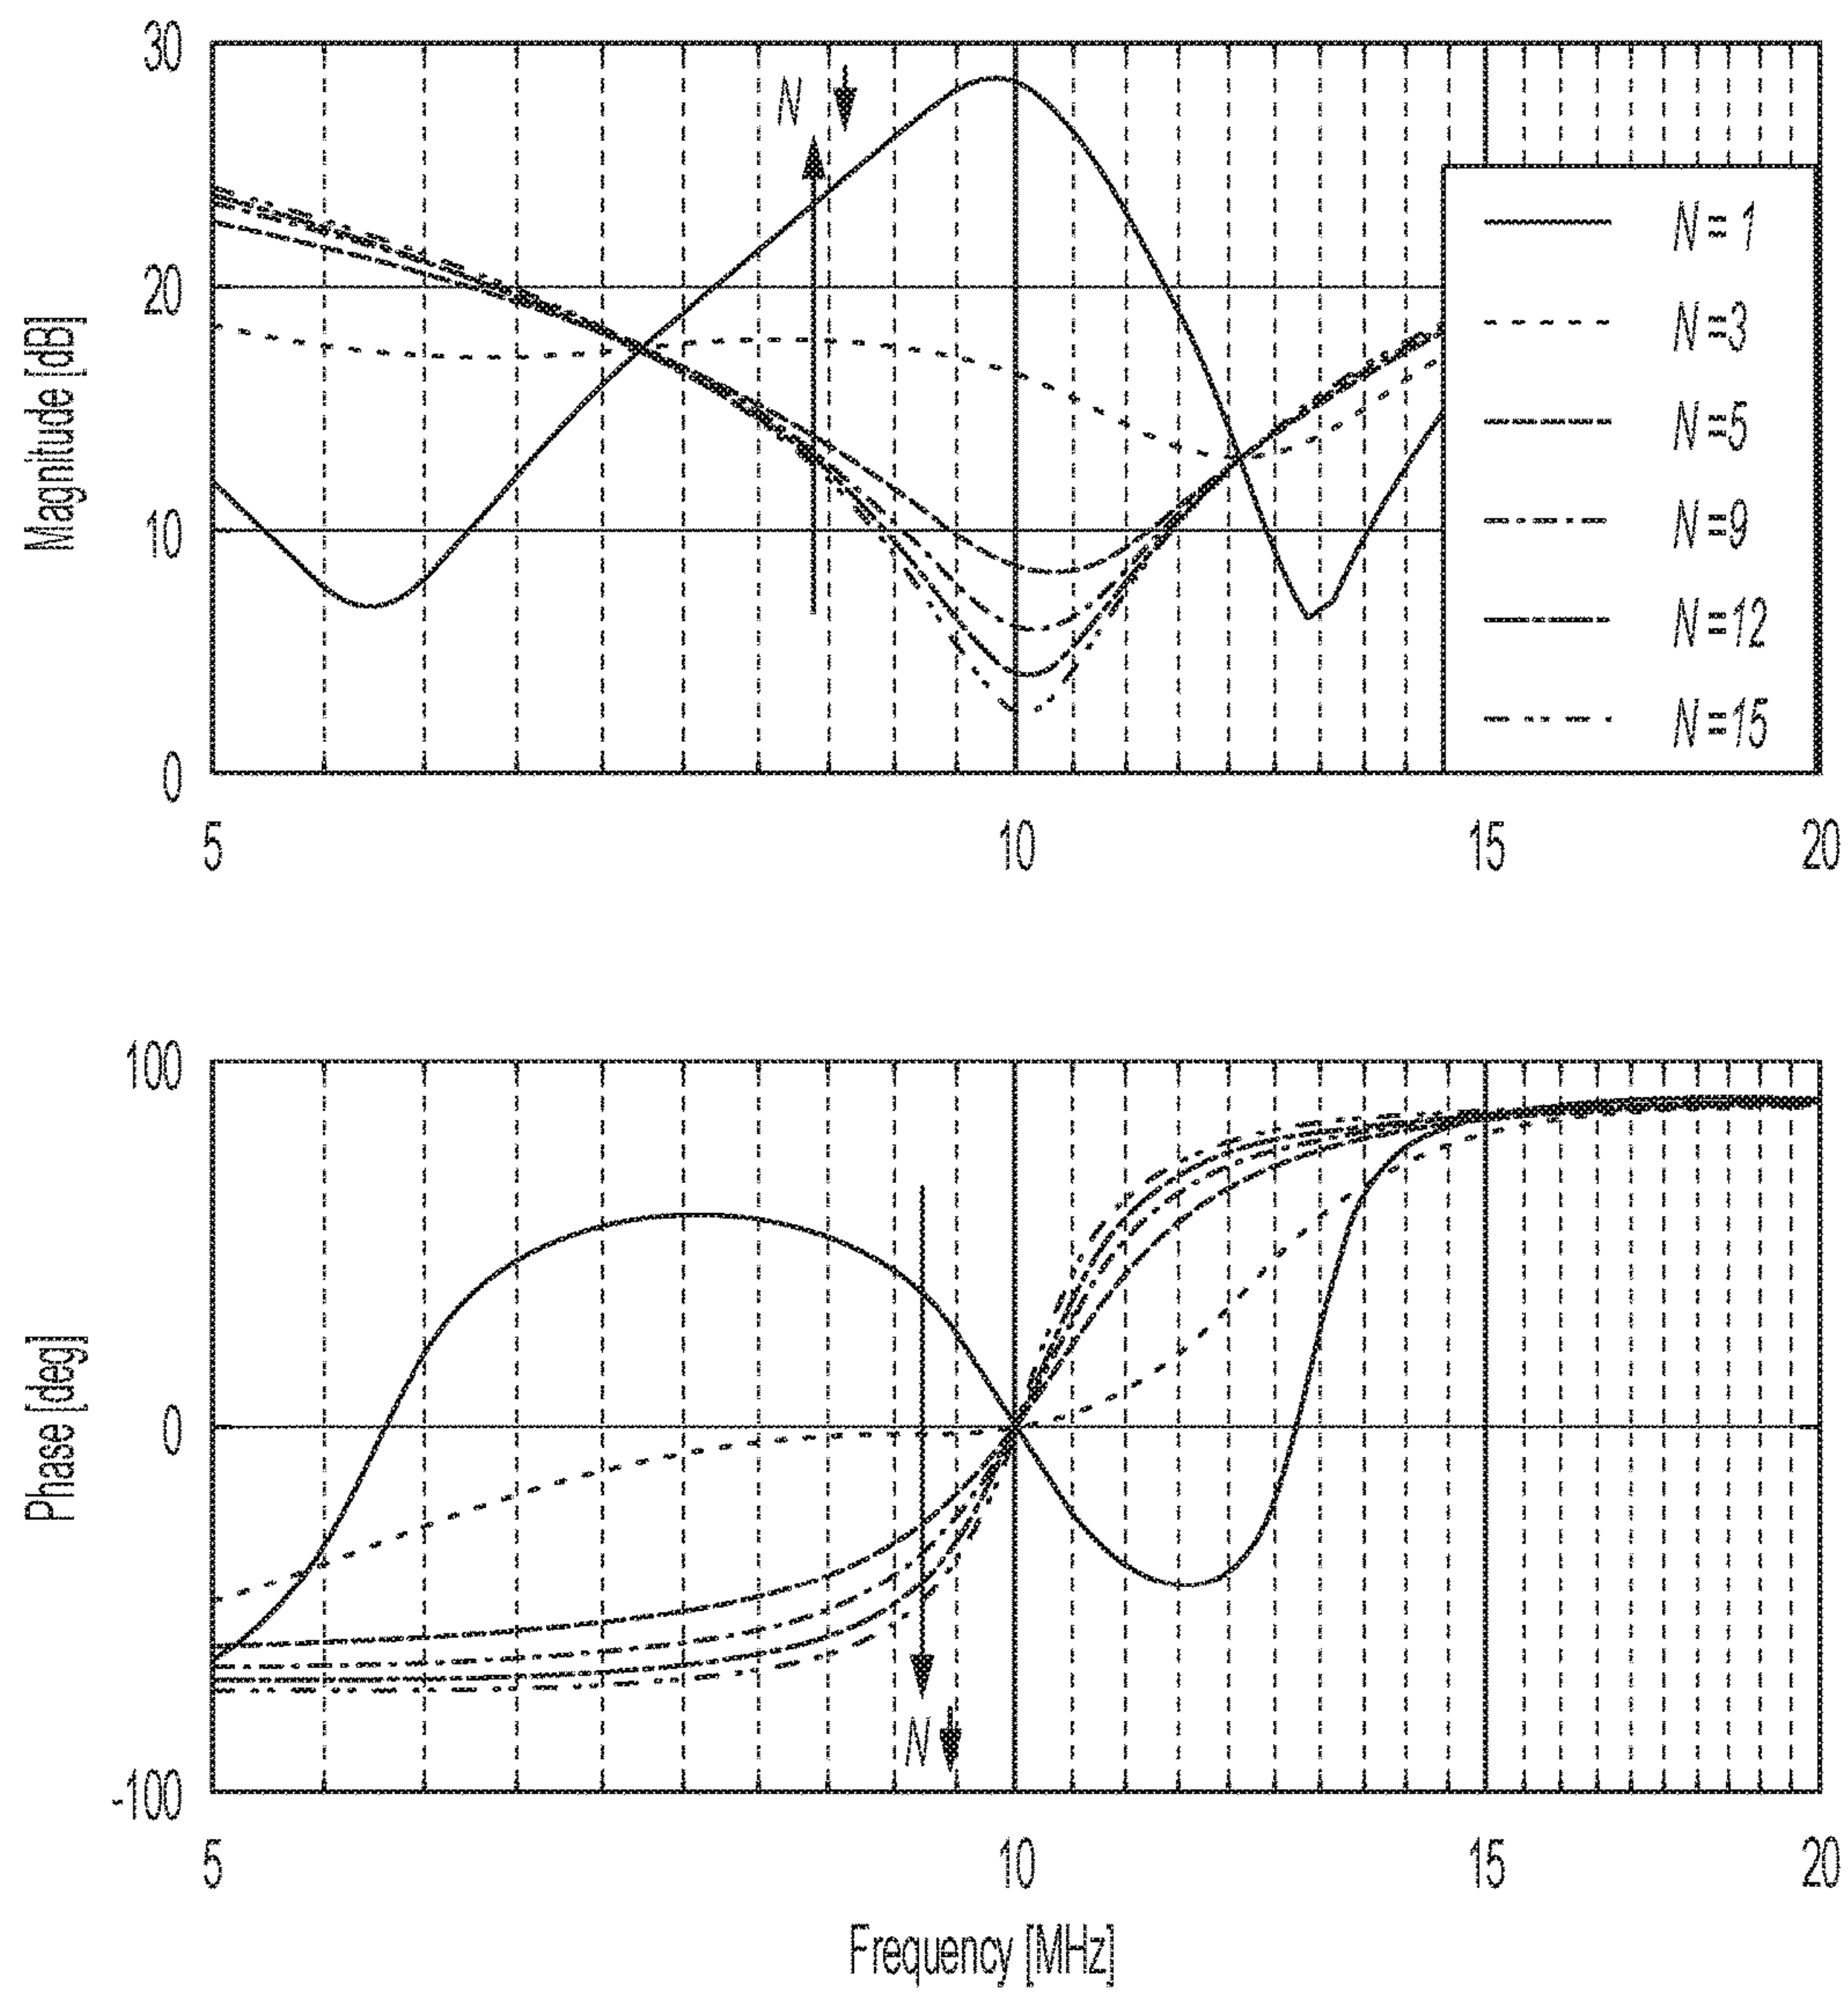 Magnitude [dB]
30
20
10
0
N
N = 1
N = 3
N = 5
N = 9
N = 12
N = 15
5 10 15 20
Phase [deg]
100
0
-100
N
5 10 15 20
Frequency [MHz]